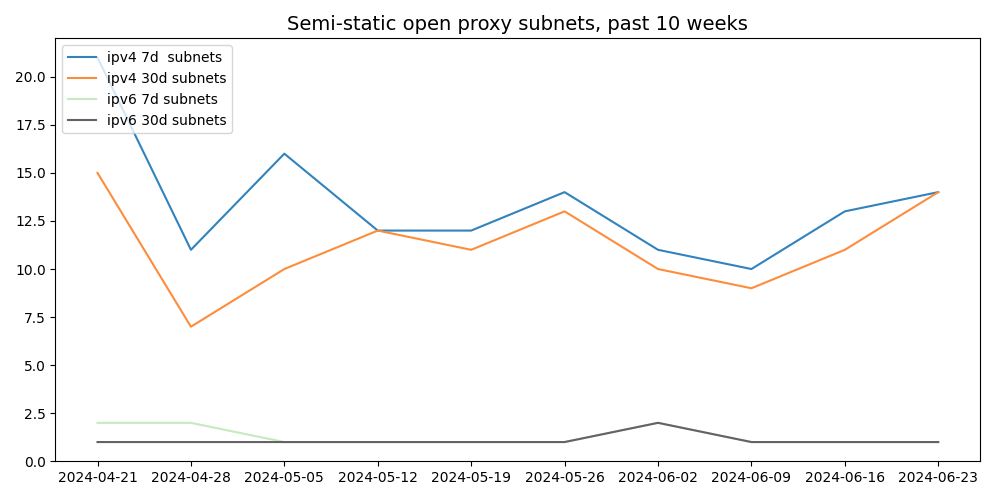 Semi-static open proxy subnets, past 10 weeks
ipv4 7d  subnets
ipv4 30d subnets
ipv6 7d subnets
ipv6 30d subnets
20.0
17.5
15.0
12.5
10.0
7.5
5.0
2.5
0.0
2024-04-21 2024-04-28 2024-05-05 2024-05-12 2024-05-19 2024-05-26 2024-06-02 2024-06-09 2024-06-16 2024-06-23